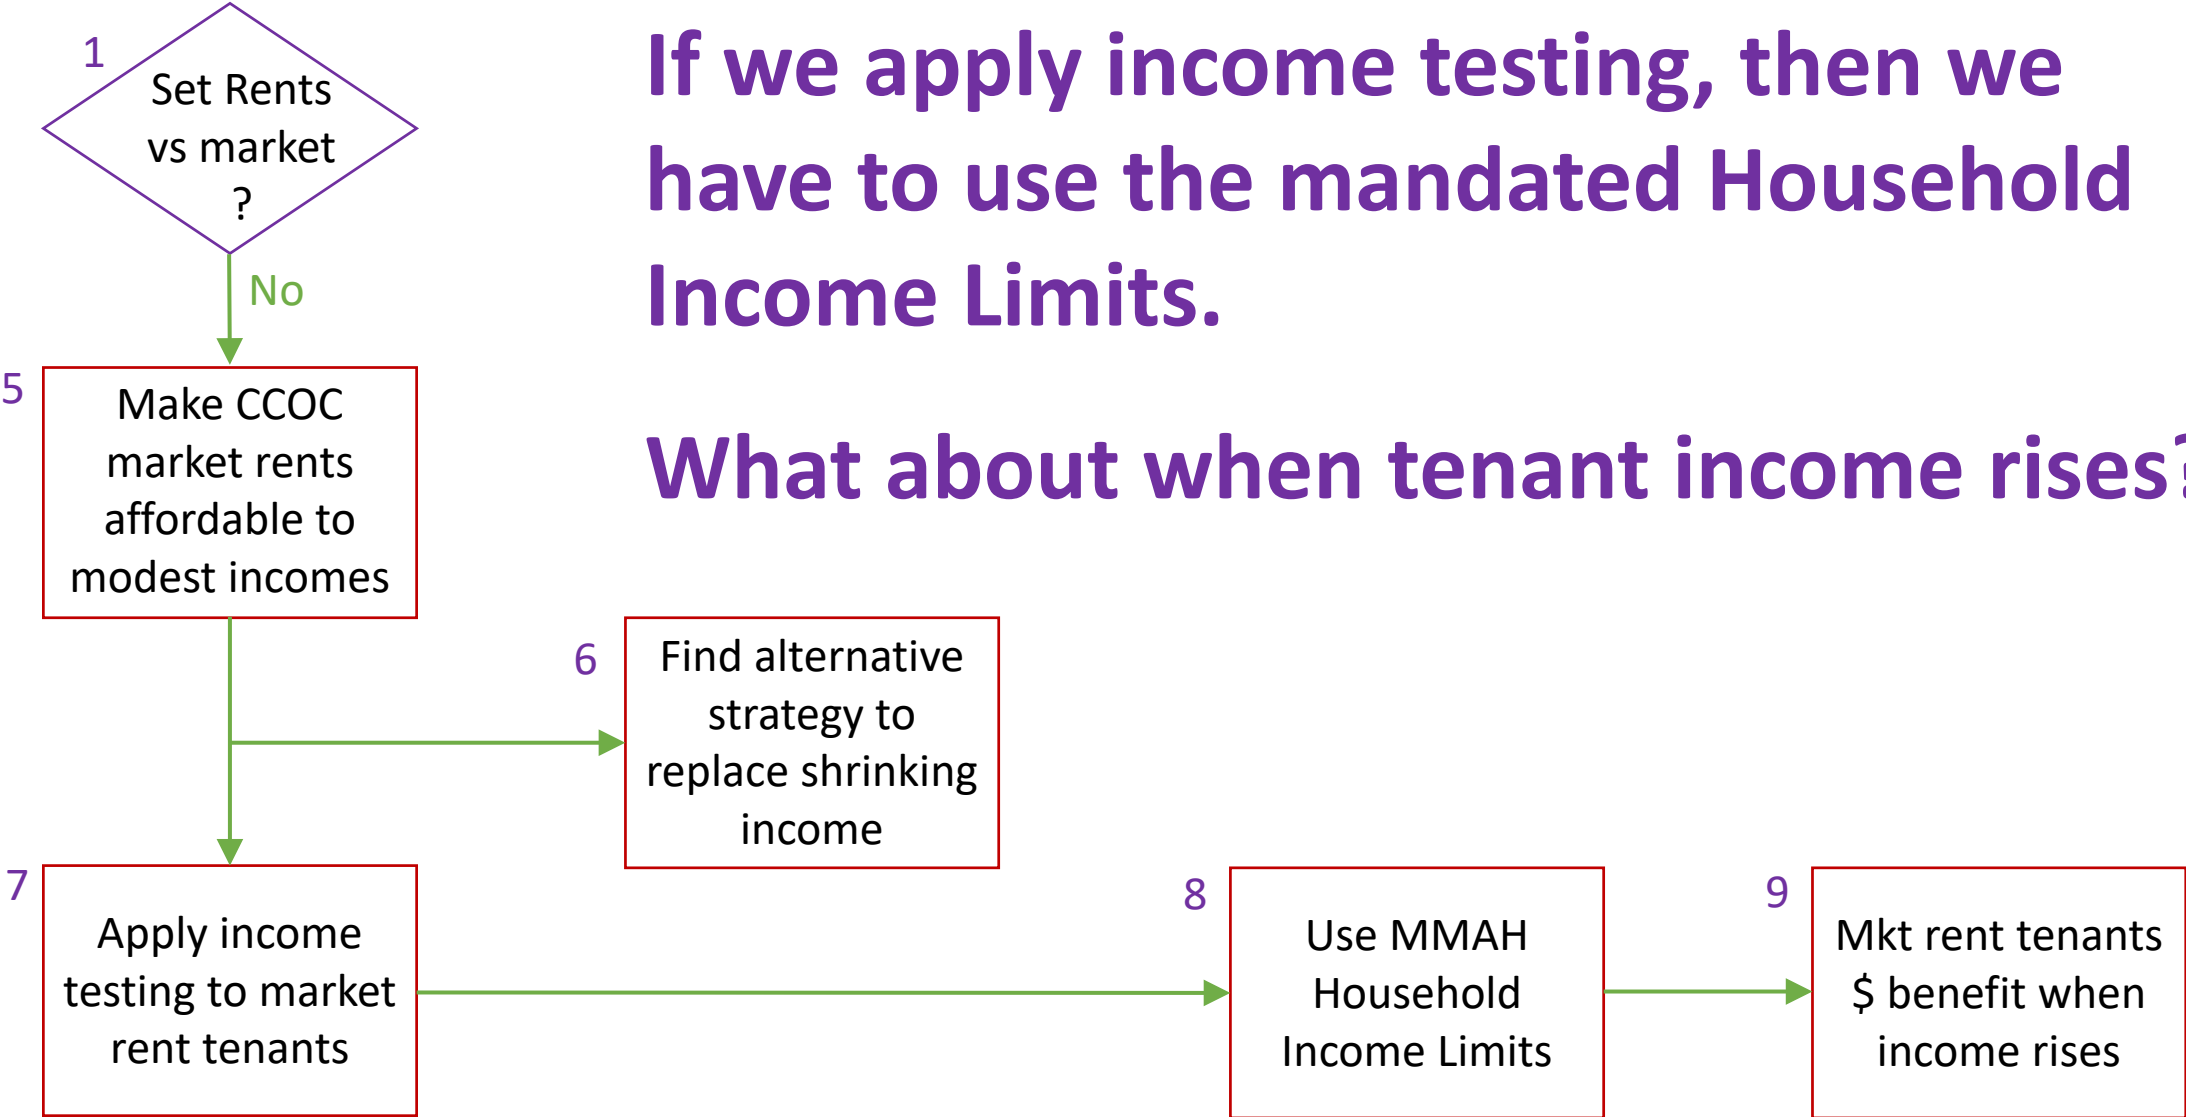 1
Set Rents
vs market
?
If we apply income testing, then we
have to use the mandated Household
Income Limits.
What about when tenant income rises?
No
5
Make CCOC
market rents
affordable to
modest incomes
6
Find alternative
strategy to
replace shrinking
income
7
Apply income
testing to market
rent tenants
8
Use MMAH
Household
Income Limits
9
Mkt rent tenants
$ benefit when
income rises